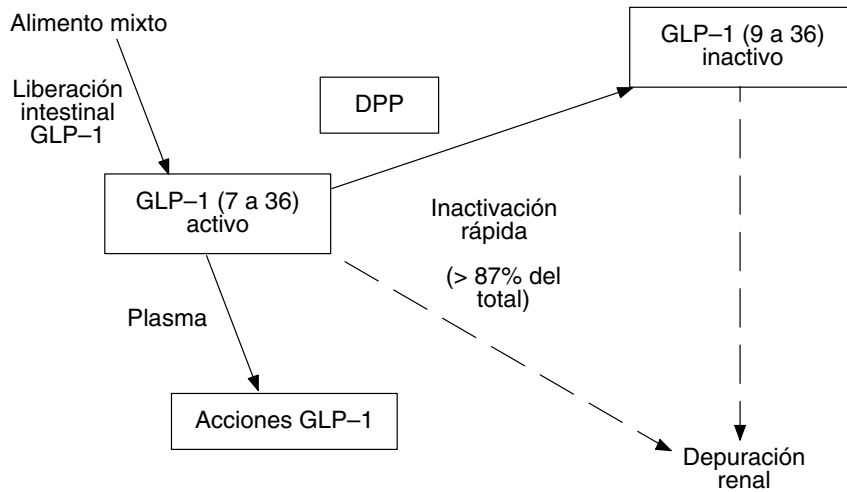 Alimento mixto
Liberación
intestinal
GLP–1
DPP
GLP–1 (9 a 36)
inactivo
GLP–1 (7 a 36)
activo
Inactivación
rápida
(> 87% del
total)
Plasma
Acciones GLP–1
Depuración
renal